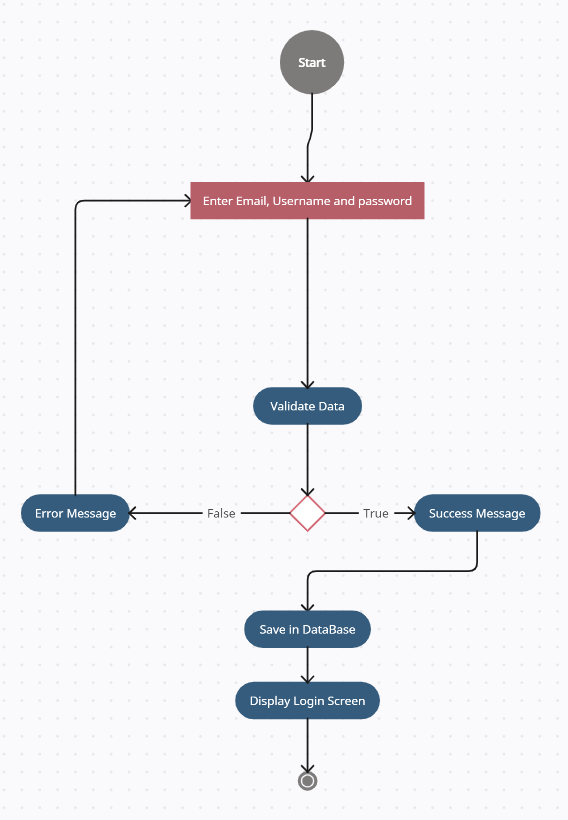 Start
Enter Email, Username and password
Validate Data
Error Message
False
True
Success Message
Save in DataBase
Display Login Screen